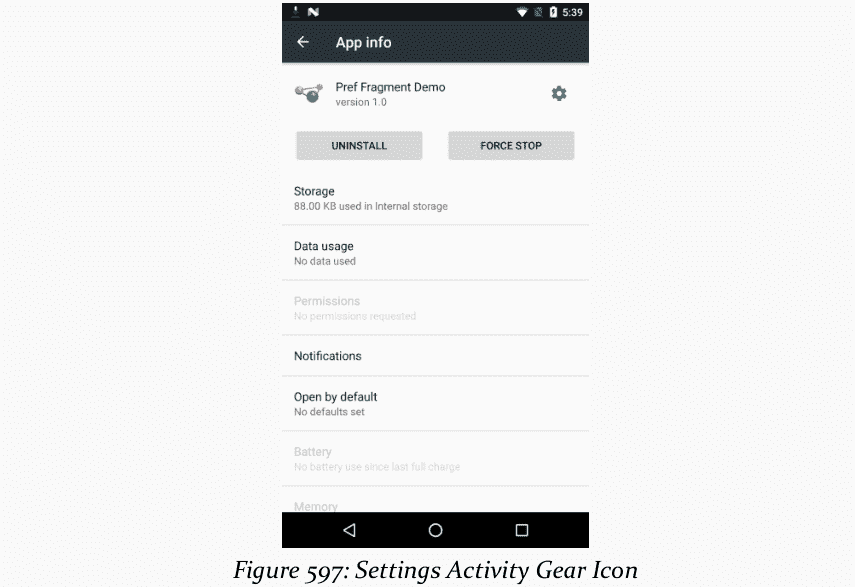 5:39
App info
Pref Fragment Demo
version 1.0
UNINSTALL
FORCE STOP
Storage
88.00 KB used in Internal storage
Data usage
No data used
Permissions
No permissions requested
Notifications
Open by default
No defaults set
Battery
No battery use since last full charge
Memory
Figure 597: Settings Activity Gear Icon